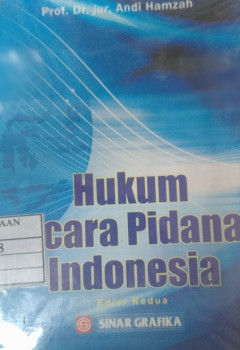 Prof. Dr. jur. Andi Hamzah
Hukum
cara Pidana
Indonesia
Edisi Kedua
SINAR GRAFIKA
AAN
8